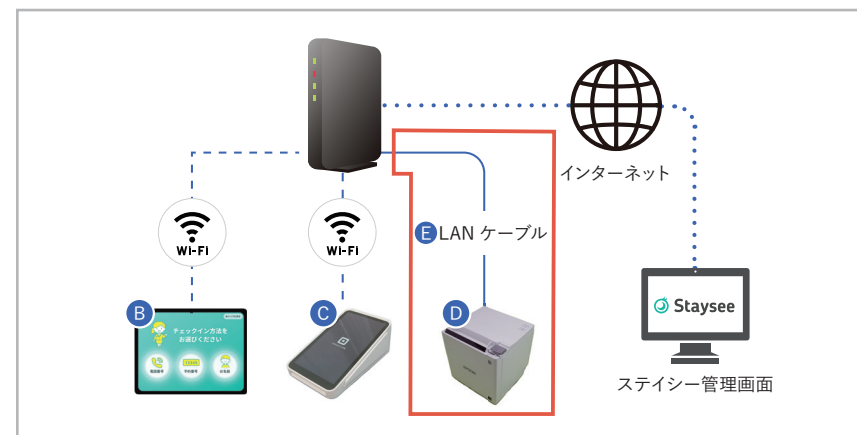 インターネット
Wi-Fi
Wi-Fi
E LAN ケーブル
B
C
D
チェックイン方法を
お選びください
Staysee
ステイシー管理画面